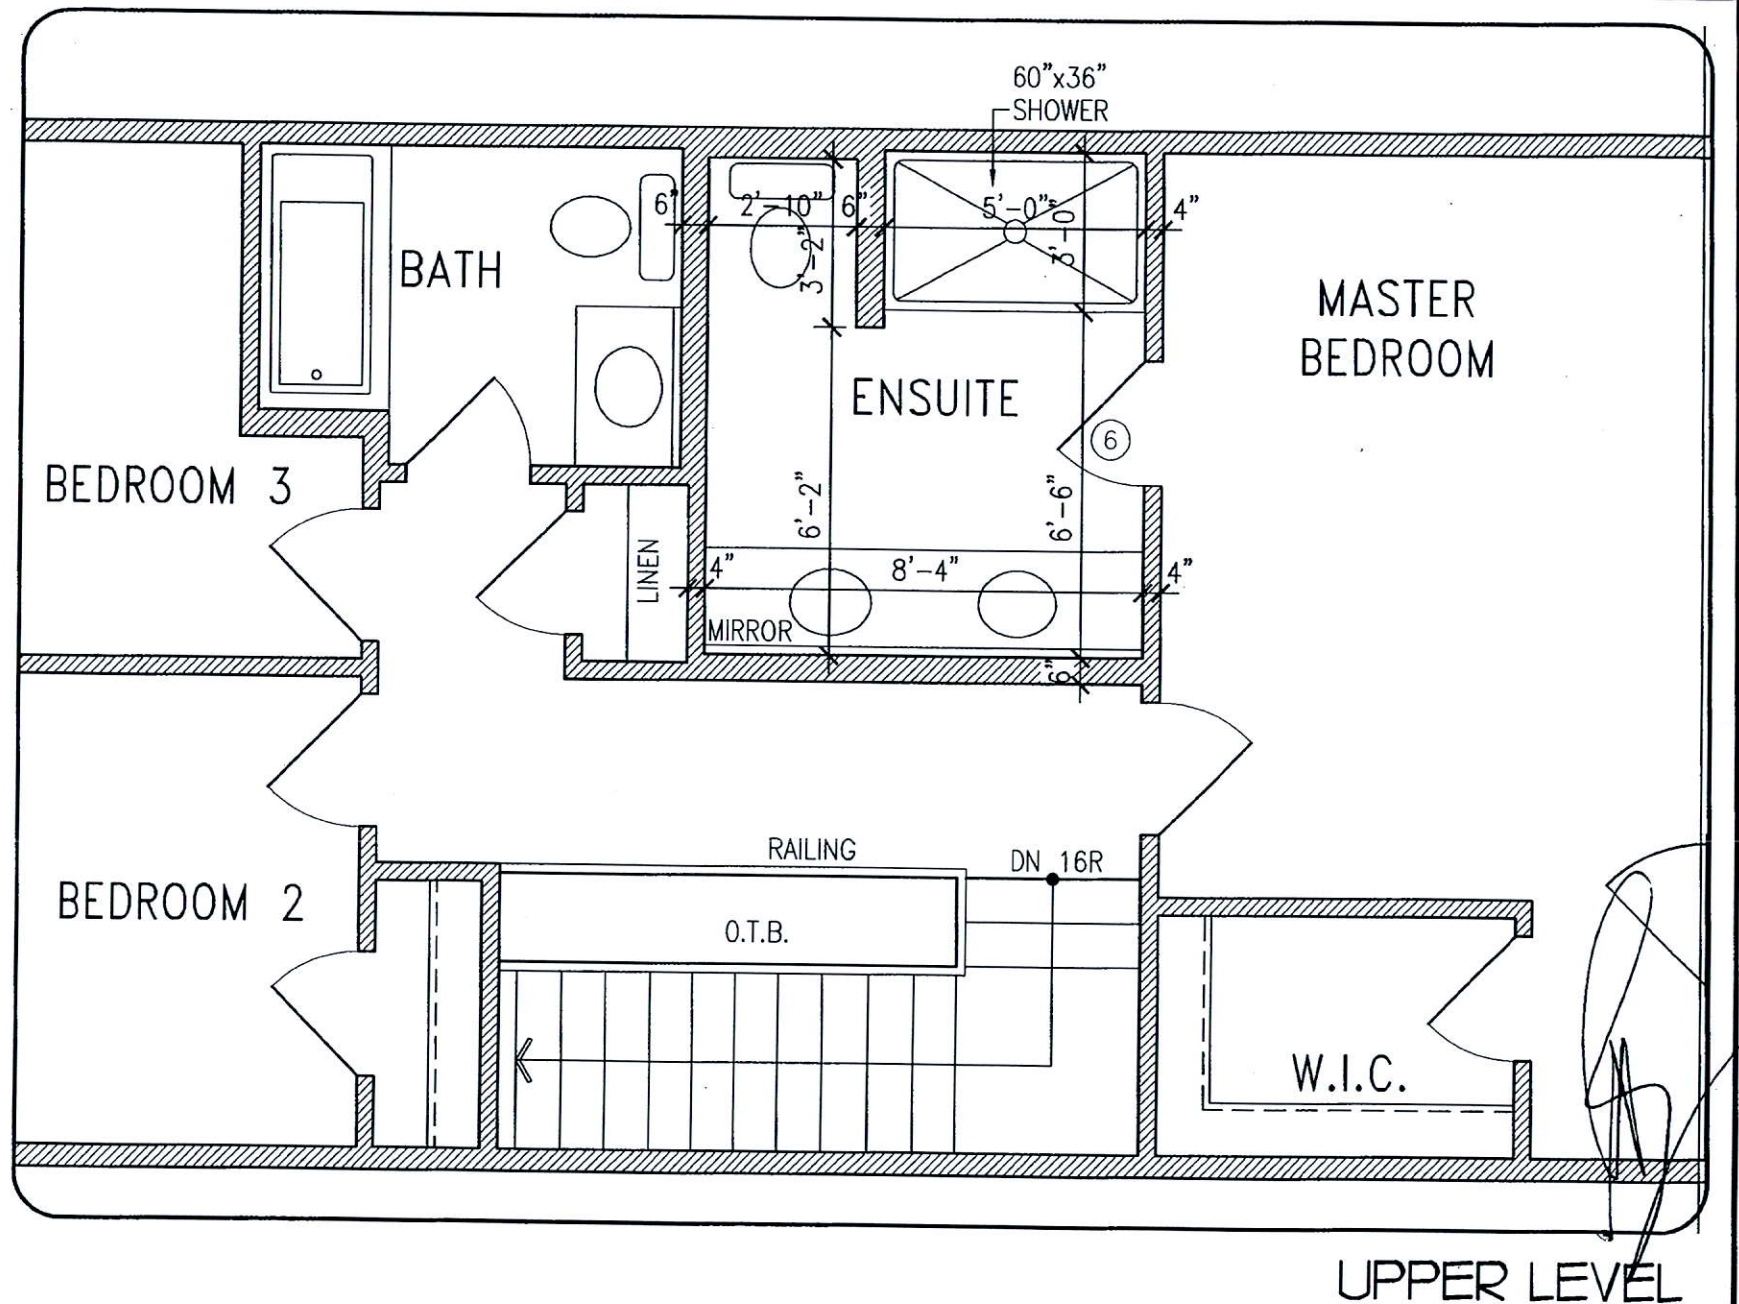 60"x36"
SHOWER
6"
2'-10"
6"
5'-0"
4"
3'-2"
3'-0"
BATH
MASTER
BEDROOM
ENSUITE
6
BEDROOM 3
6'-2"
6'-6"
LINEN
4"
8'-4"
4"
MIRROR
6"
RAILING
DN 16R
BEDROOM 2
O.T.B.
W.I.C.
UPPER LEVEL